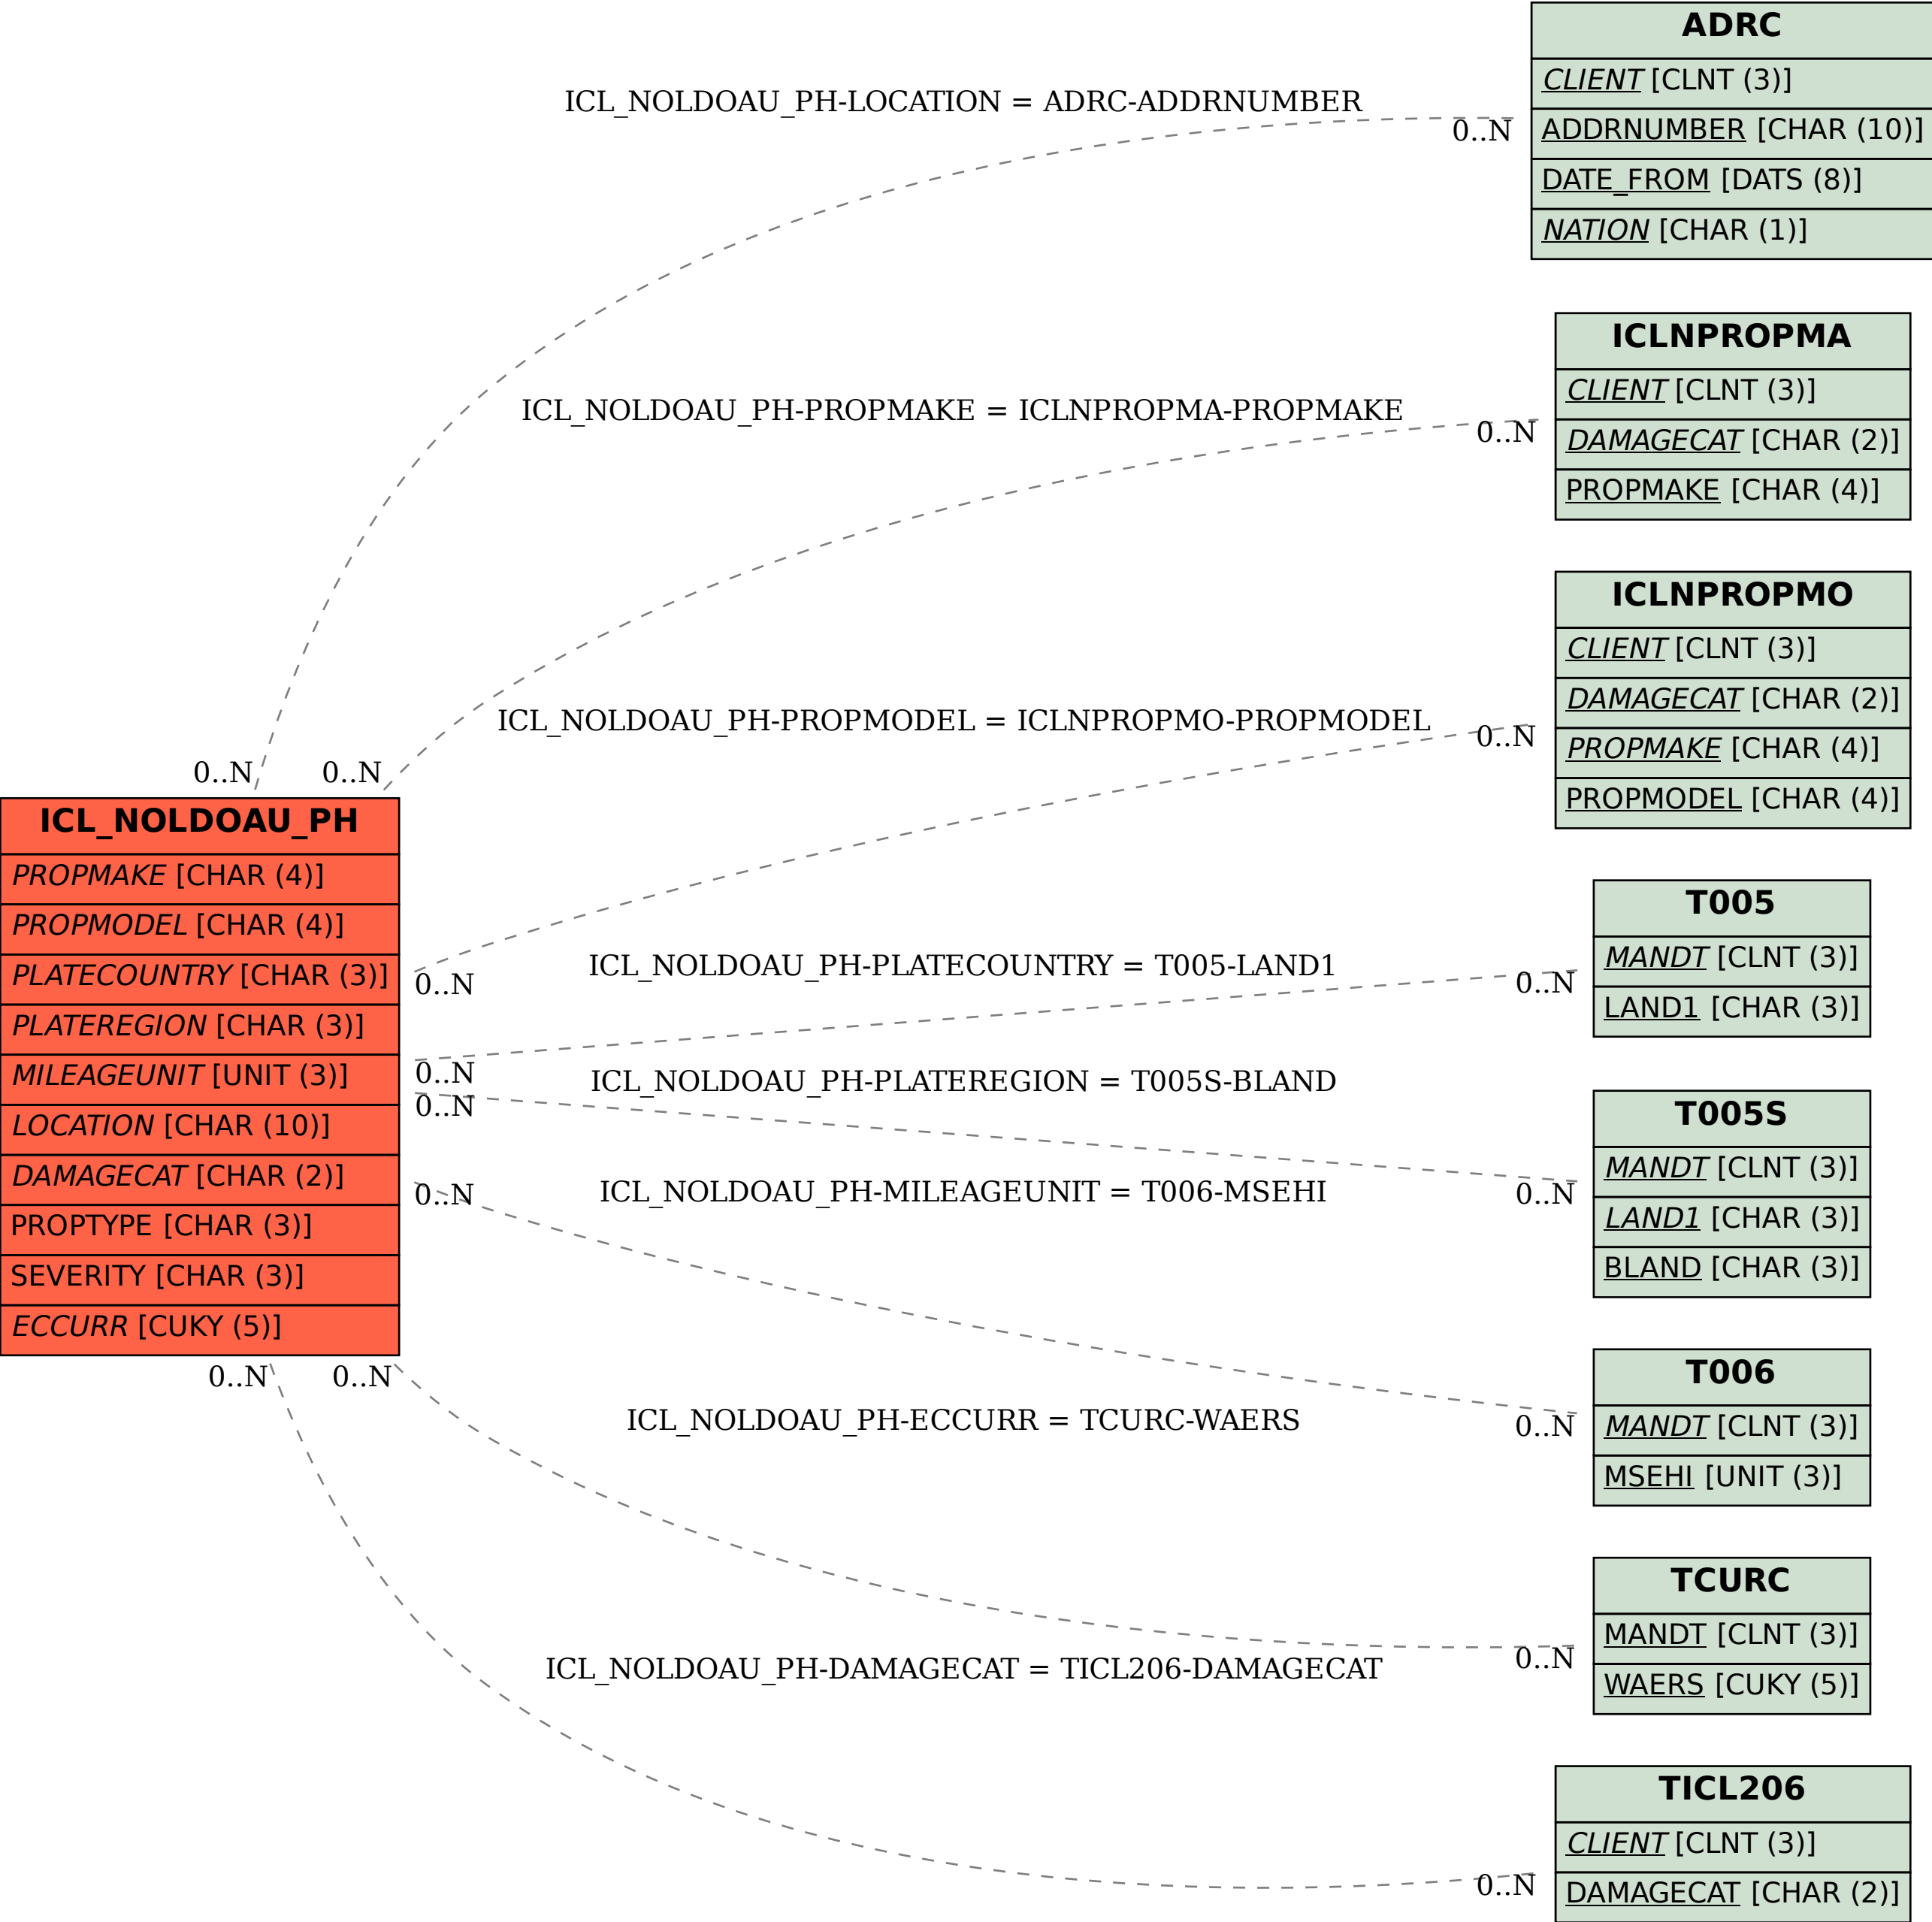 ADRC
CLIENT [CLNT (3)]
ADDRNUMBER [CHAR (10)]
DATE_FROM [DATS (8)]
NATION [CHAR (1)]
ICL_NOLDOAU_PH-LOCATION = ADRC-ADDRNUMBER
0..N
ICLNPROPMA
CLIENT [CLNT (3)]
DAMAGECAT [CHAR (2)]
PROPMAKE [CHAR (4)]
ICL_NOLDOAU_PH-PROPMAKE = ICLNPROPMA-PROPMAKE
0..N
ICLNPROPMO
CLIENT [CLNT (3)]
DAMAGECAT [CHAR (2)]
PROPMAKE [CHAR (4)]
PROPMODEL [CHAR (4)]
ICL_NOLDOAU_PH-PROPMODEL = ICLNPROPMO-PROPMODEL
0..N
0..N
0..N
ICL_NOLDOAU_PH
PROPMAKE [CHAR (4)]
PROPMODEL [CHAR (4)]
PLATECOUNTRY [CHAR (3)]
PLATEREGION [CHAR (3)]
MILEAGEUNIT [UNIT (3)]
LOCATION [CHAR (10)]
DAMAGECAT [CHAR (2)]
PROPTYPE [CHAR (3)]
SEVERITY [CHAR (3)]
ECCURR [CUKY (5)]
0..N
0..N
0..N
0..N
0..N
0..N
ICL_NOLDOAU_PH-PLATECOUNTRY = T005-LAND1
0..N
T005
MANDT [CLNT (3)]
LAND1 [CHAR (3)]
ICL_NOLDOAU_PH-PLATEREGION = T005S-BLAND
0..N
T005S
MANDT [CLNT (3)]
LAND1 [CHAR (3)]
BLAND [CHAR (3)]
ICL_NOLDOAU_PH-MILEAGEUNIT = T006-MSEHI
0..N
T006
MANDT [CLNT (3)]
MSEHI [UNIT (3)]
ICL_NOLDOAU_PH-ECCURR = TCURC-WAERS
0..N
TCURC
MANDT [CLNT (3)]
WAERS [CUKY (5)]
ICL_NOLDOAU_PH-DAMAGECAT = TICL206-DAMAGECAT
0..N
TICL206
CLIENT [CLNT (3)]
DAMAGECAT [CHAR (2)]